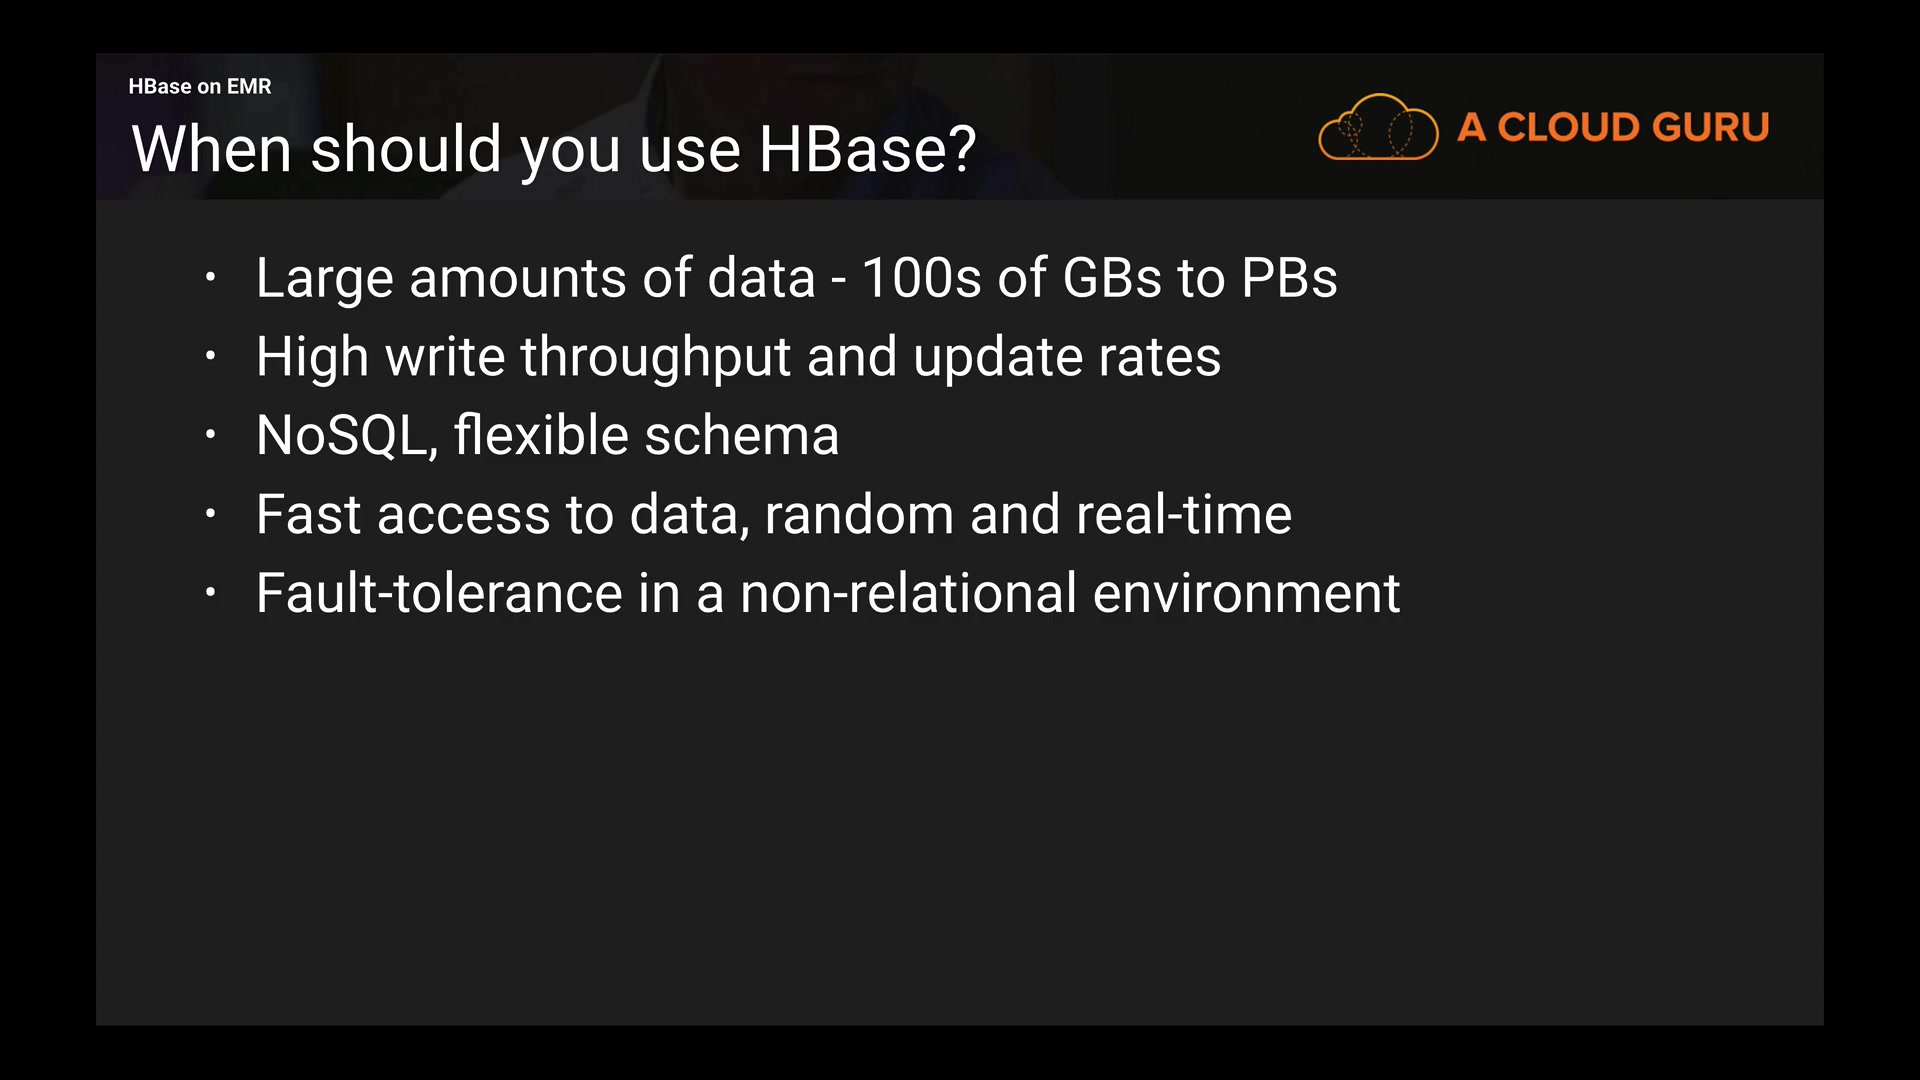 HBase on EMR
When should you use HBase?
A CLOUD GURU
• Large amounts of data - 100s of GBs to PBs
• High write throughput and update rates
• NoSQL, flexible schema
• Fast access to data, random and real-time
• Fault-tolerance in a non-relational environment